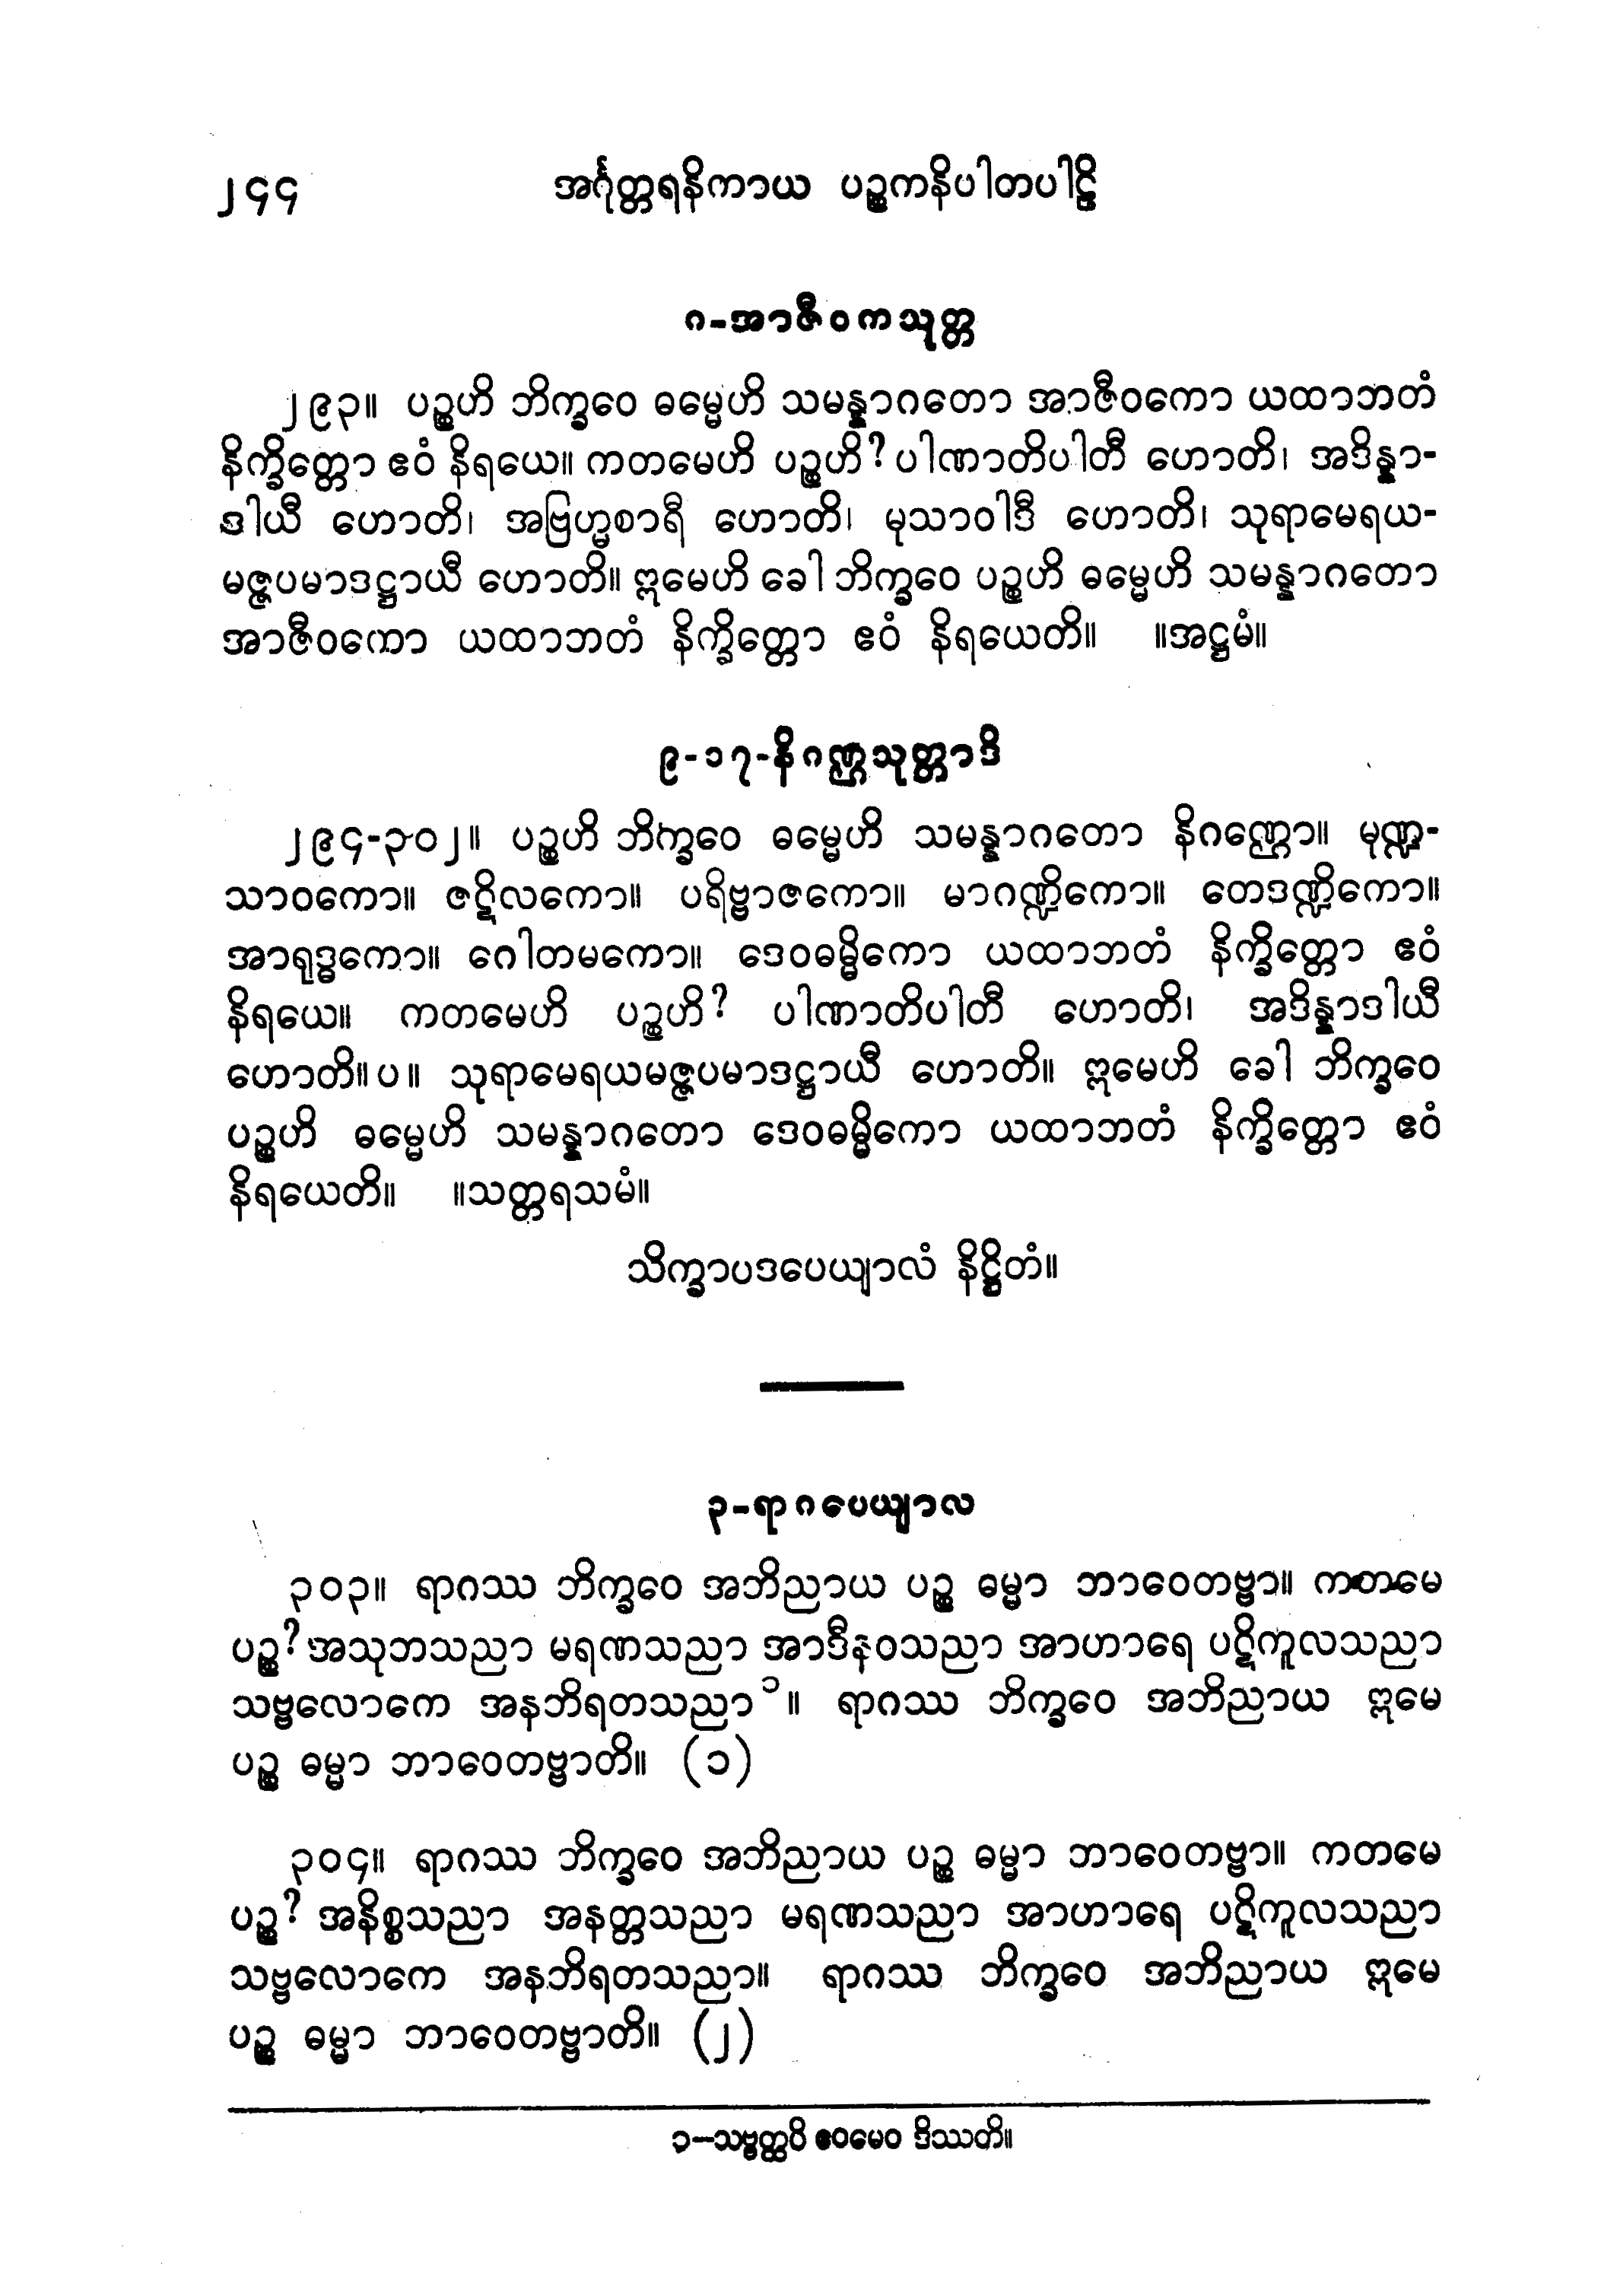 ၂၄၄ အင်္ဂုတ္တရနိကာယ ပဉ္စကနိပါတပါဠိ
၈-အာဇီဝကသုတ္တ
၂၉၃။ ပဉ္စဟိ ဘိက္ခဝေ ဓမ္မေဟိ သမန္နာဂတော အာဇီဝကော ယထာဘတံ
နိက္ခိတ္တော ဧဝံ နိရယေ။ ကတမေဟိ ပဉ္စဟိ? ပါဏာတိပါတီ ဟောတိ၊ အဒိန္နာ-
ဒါယီ ဟောတိ၊ အဗြဟ္မစာရီ ဟောတိ၊ မုသာဝါဒီ ဟောတိ၊ သုရာမေရယ-
မဇ္ဇပမာဒဋ္ဌာယီ ဟောတိ။ ဣမေဟိ ခေါ ဘိက္ခဝေ ပဉ္စဟိ ဓမ္မေဟိ သမန္နာဂတော
အာဇီဝကော ယထာဘတံ နိက္ခိတ္တော ဧဝံ နိရယေတိ။ ။အဋ္ဌမံ။
၉-၁၇-နိဂဏ္ဌသုတ္တာဒိ
၂၉၄-၃၀၂။ ပဉ္စဟိ ဘိက္ခဝေ ဓမ္မေဟိ သမန္နာဂတော နိဂဏ္ဌော။ မုဏ္ဍ-
သာဝကော။ ဇဋိလကော။ ပရိဗ္ဗာဇကော။ မာဂဏ္ဍိကော။ တေဒဏ္ဍိကော။
အာရုဒ္ဓကော။ ဂေါတမကော။ ဒေဝဓမ္မိကော ယထာဘတံ နိက္ခိတ္တော ဧဝံ
နိရယေ။ ကတမေဟိ ပဉ္စဟိ? ပါဏာတိပါတီ ဟောတိ၊ အဒိန္နာဒါယီ
ဟောတိ။ပ။ သုရာမေရယမဇ္ဇပမာဒဋ္ဌာယီ ဟောတိ။ ဣမေဟိ ခေါ ဘိက္ခဝေ
ပဉ္စဟိ ဓမ္မေဟိ သမန္နာဂတော ဒေဝဓမ္မိကော ယထာဘတံ နိက္ခိတ္တော ဧဝံ
နိရယေတိ။ ။သတ္တရသမံ။
သိက္ခာပဒပေယျာလံ နိဋ္ဌိတံ။
၃-ရာဂပေယျာလ
၃၀၃။ ရာဂဿ ဘိက္ခဝေ အဘိညာယ ပဉ္စ ဓမ္မာ ဘာဝေတဗ္ဗာ။ ကတမေ
ပဉ္စ? အသုဘသညာ မရဏသညာ အာဒီနဝသညာ အာဟာရေ ပဋိကူလသညာ
သဗ္ဗလောကေ အနဘိရတသညာ၁။ ရာဂဿ ဘိက္ခဝေ အဘိညာယ ဣမေ
ပဉ္စ ဓမ္မာ ဘာဝေတဗ္ဗာတိ။ (၁)
၃၀၄။ ရာဂဿ ဘိက္ခဝေ အဘိညာယ ပဉ္စ ဓမ္မာ ဘာဝေတဗ္ဗာ။ ကတမေ
ပဉ္စ? အနိစ္စသညာ အနတ္တသညာ မရဏသညာ အာဟာရေ ပဋိကူလသညာ
သဗ္ဗလောကေ အနဘိရတသညာ။ ရာဂဿ ဘိက္ခဝေ အဘိညာယ ဣမေ
ပဉ္စ ဓမ္မာ ဘာဝေတဗ္ဗာတိ။ (၂)
၁—သဗ္ဗတ္ထပိ ဧဝမေဝ ဒိဿတိ။